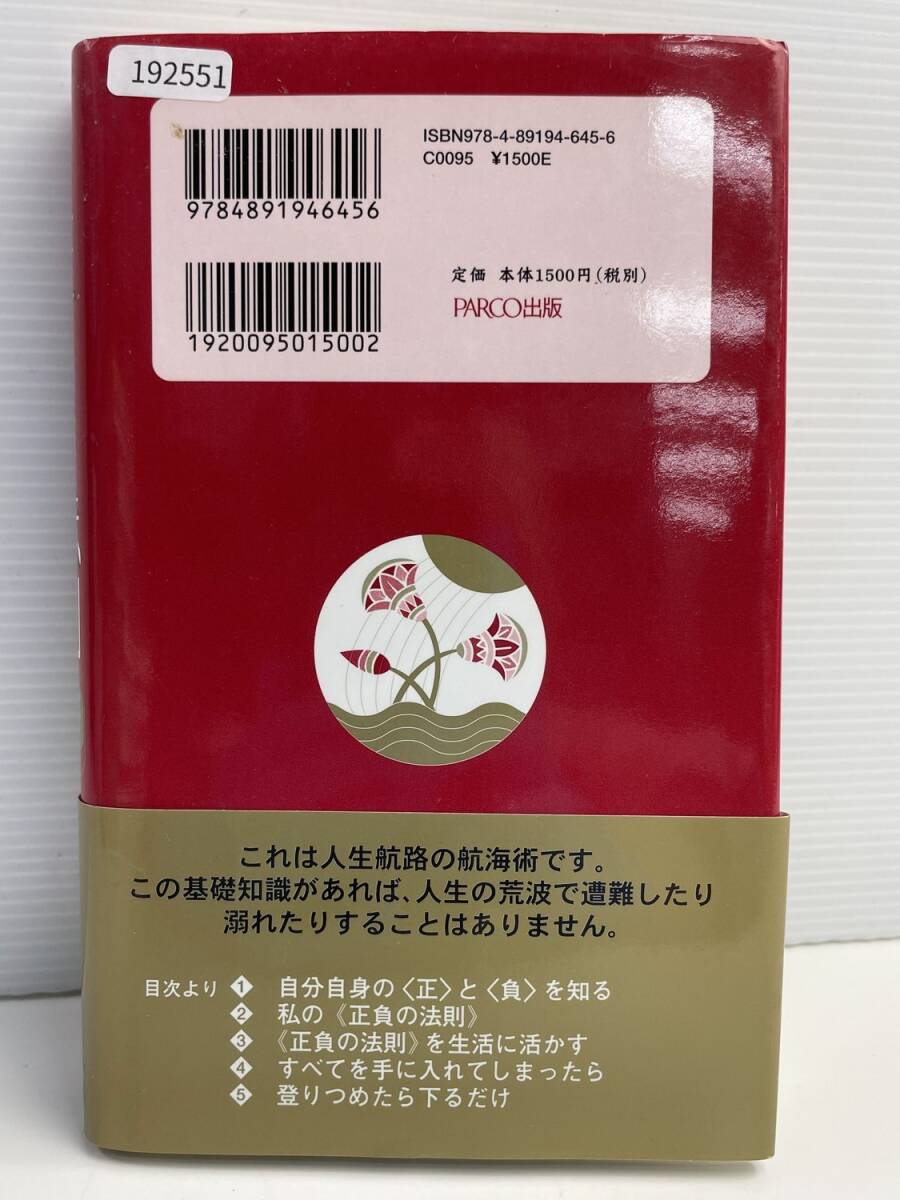 192551
ISBN978-4-89194-645-6
C0095 ¥1500E
9784891946456
定価 本体1500円(税別)
PARCO出版
1920095015002
これは人生航路の航海術です。
この基礎知識があれば、人生の荒波で遭難したり
溺れたりすることはありません。
目次より ① 自分自身の〈正〉と〈負〉を知る
② 私の《正負の法則》
③ 《正負の法則》を生活に活かす
④ すべてを手に入れてしまったら
⑤ 登りつめたら下るだけ